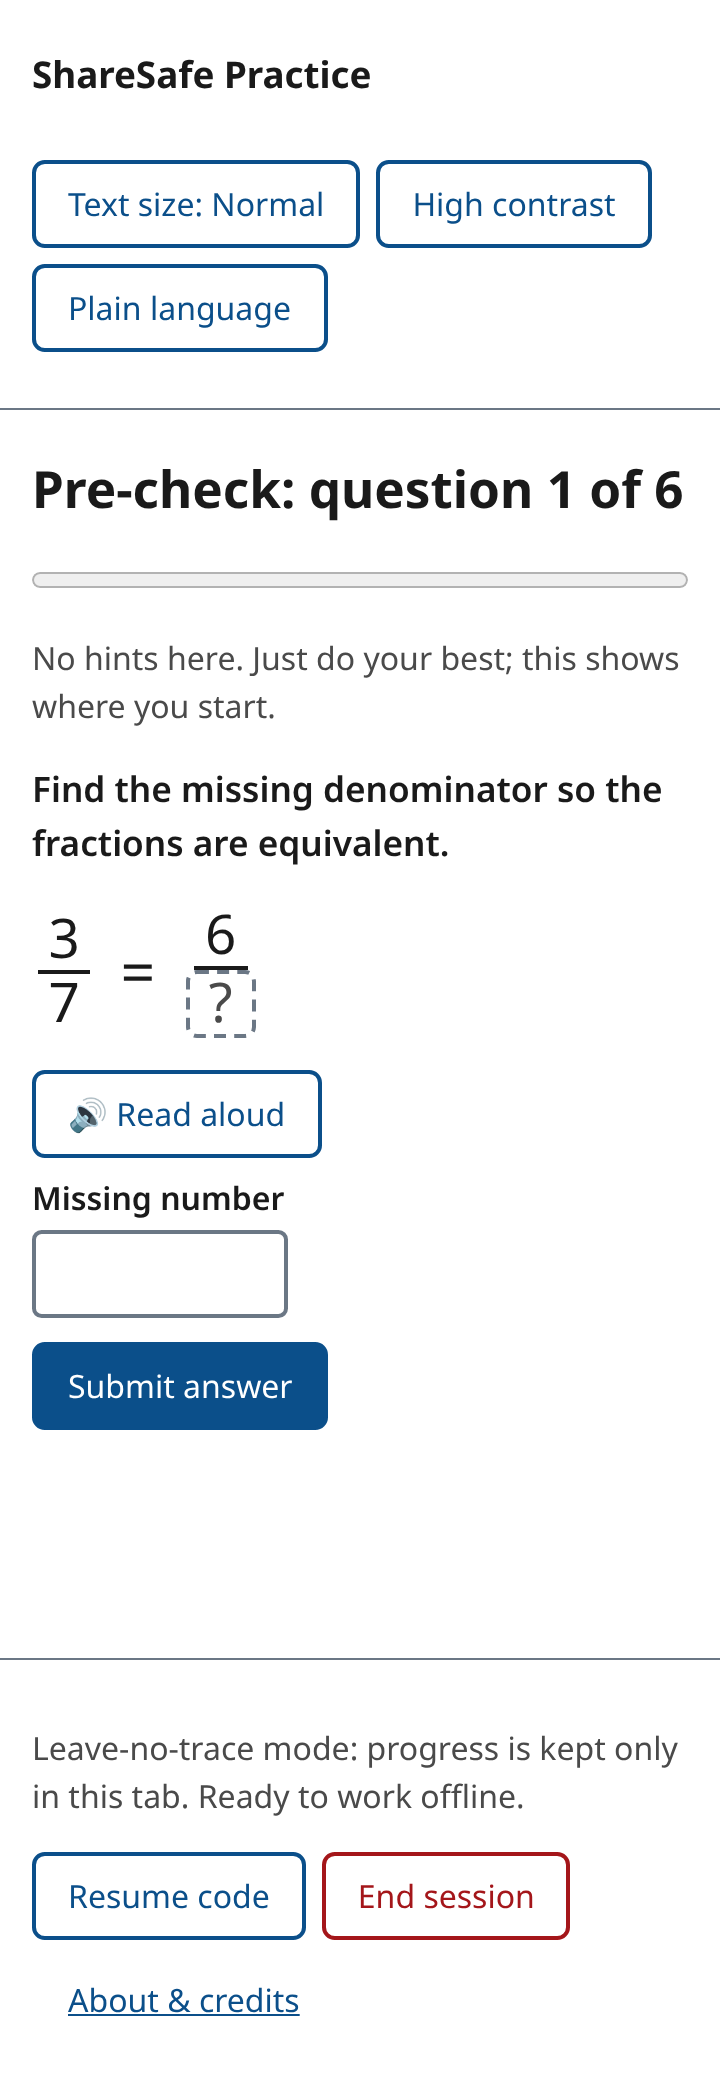 ShareSafe Practice
Text size: Normal
High contrast
Plain language
Pre-check: question 1 of 6
No hints here. Just do your best; this shows
where you start.
Find the missing denominator so the
fractions are equivalent.
3
7
=
6
?
🔊 Read aloud
Missing number
Submit answer
Leave-no-trace mode: progress is kept only
in this tab. Ready to work offline.
Resume code
End session
About & credits